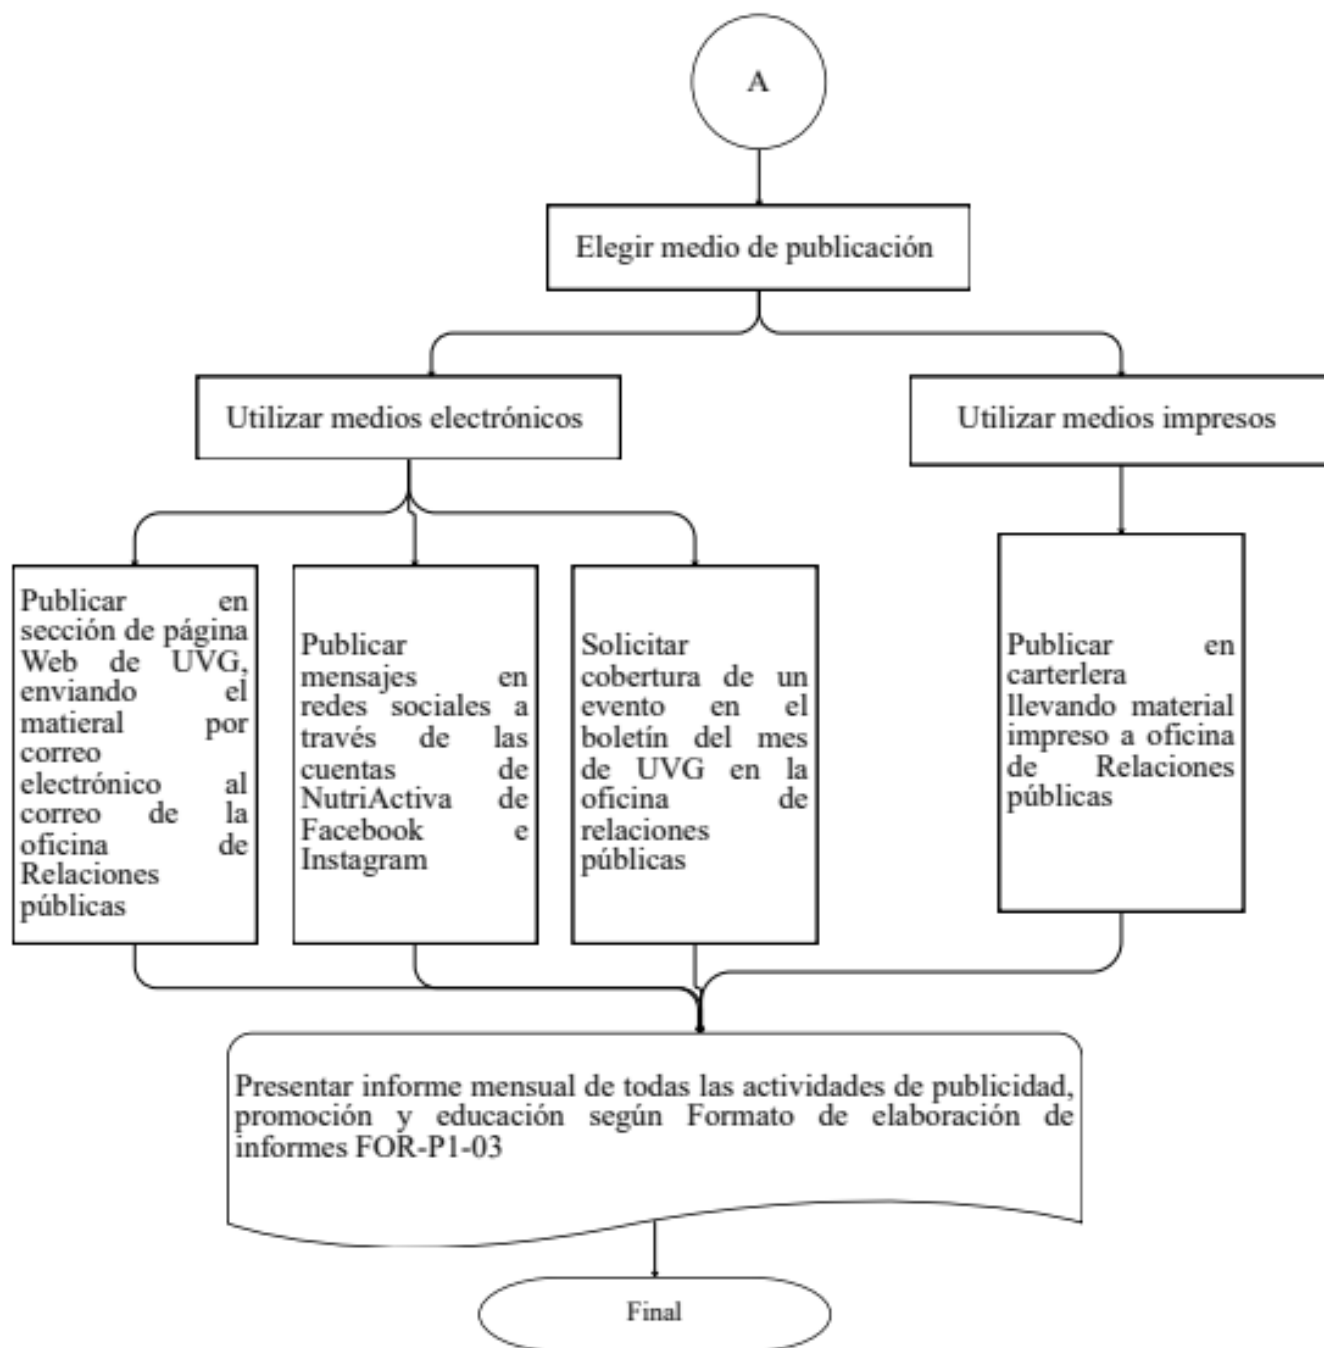 A
Elegir medio de publicación
Utilizar medios electrónicos
Utilizar medios impresos
Publicar en
sección de página
Web de UVG,
enviando el
matieral por
correo
electrónico al
correo de la
oficina de
Relaciones
públicas
Publicar
mensajes en
redes sociales a
través de las
cuentas de
NutriActiva de
Facebook e
Instagram
Solicitar
cobertura de un
evento en el
boletín del mes
de UVG en la
oficina de
relaciones
públicas
Publicar en
carterlera
llevando material
impreso a oficina
de Relaciones
públicas
Presentar informe mensual de todas las actividades de publicidad,
promoción y educación según Formato de elaboración de
informes FOR-P1-03
Final